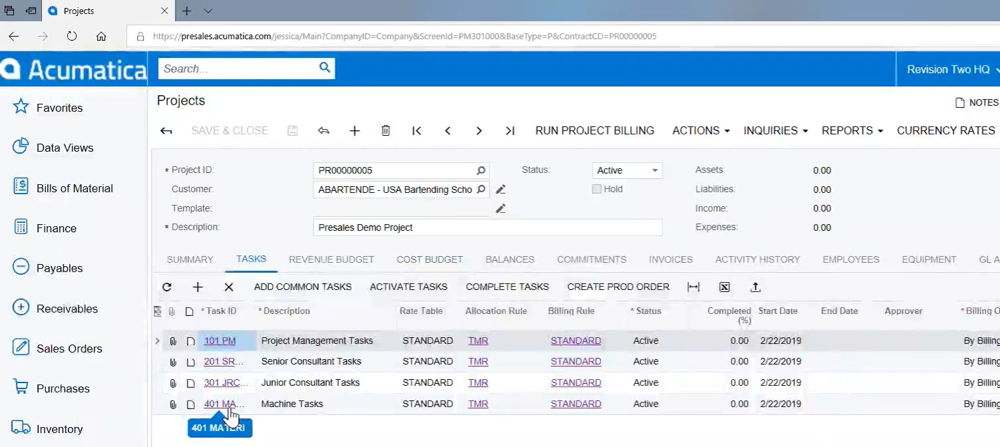 Projects
https://presales.acumatica.com/jessica/Main?CompanyID=Company&ScreenId=PM301000&BaseType=P&ContractCD=PR00000005
Acumatica Search... Revision Two HQ
Favorites
Data Views
Bills of Material
Finance
Payables
Receivables
Sales Orders
Purchases
Inventory
Projects NOTES
SAVE & CLOSE RUN PROJECT BILLING ACTIONS INQUIRIES REPORTS CURRENCY RATES
* Project ID: PR00000005 Status: Active Assets: 0.00
Customer: ABARTENDE - USA Bartending Scho Hold Liabilities: 0.00
Template: Income: 0.00
* Description: Presales Demo Project Expenses: 0.00
SUMMARY TASKS REVENUE BUDGET COST BUDGET BALANCES COMMITMENTS INVOICES ACTIVITY HISTORY EMPLOYEES EQUIPMENT GL A
ADD COMMON TASKS ACTIVATE TASKS COMPLETE TASKS CREATE PROD ORDER
* Task ID * Description Rate Table Allocation Rule Billing Rule * Status Completed (%) Start Date End Date Approver * Billing O
101 PM Project Management Tasks STANDARD TMR STANDARD Active 0.00 2/22/2019 By Billing
201 SR... Senior Consultant Tasks STANDARD TMR STANDARD Active 0.00 2/22/2019 By Billing
301 JRC... Junior Consultant Tasks STANDARD TMR STANDARD Active 0.00 2/22/2019 By Billing
401 MA... Machine Tasks STANDARD TMR STANDARD Active 0.00 2/22/2019 By Billing
401 MATERI